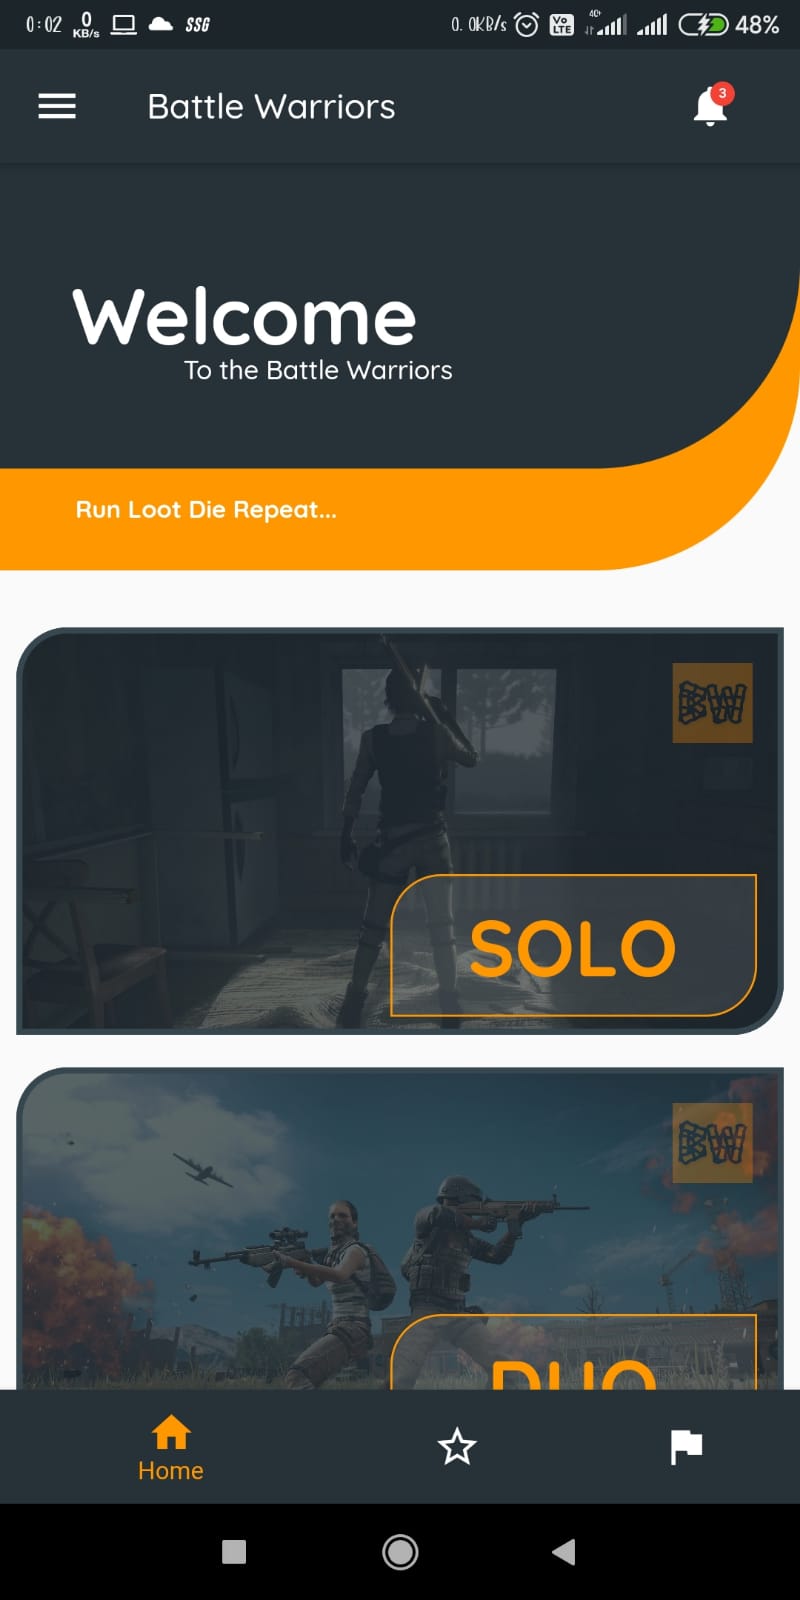 0:02 0 KB/s SSG 0.0KB/s Vo LTE 4G+ 48%
Battle Warriors 3
Welcome
To the Battle Warriors
Run Loot Die Repeat...
BW
SOLO
BW
DUO
Home